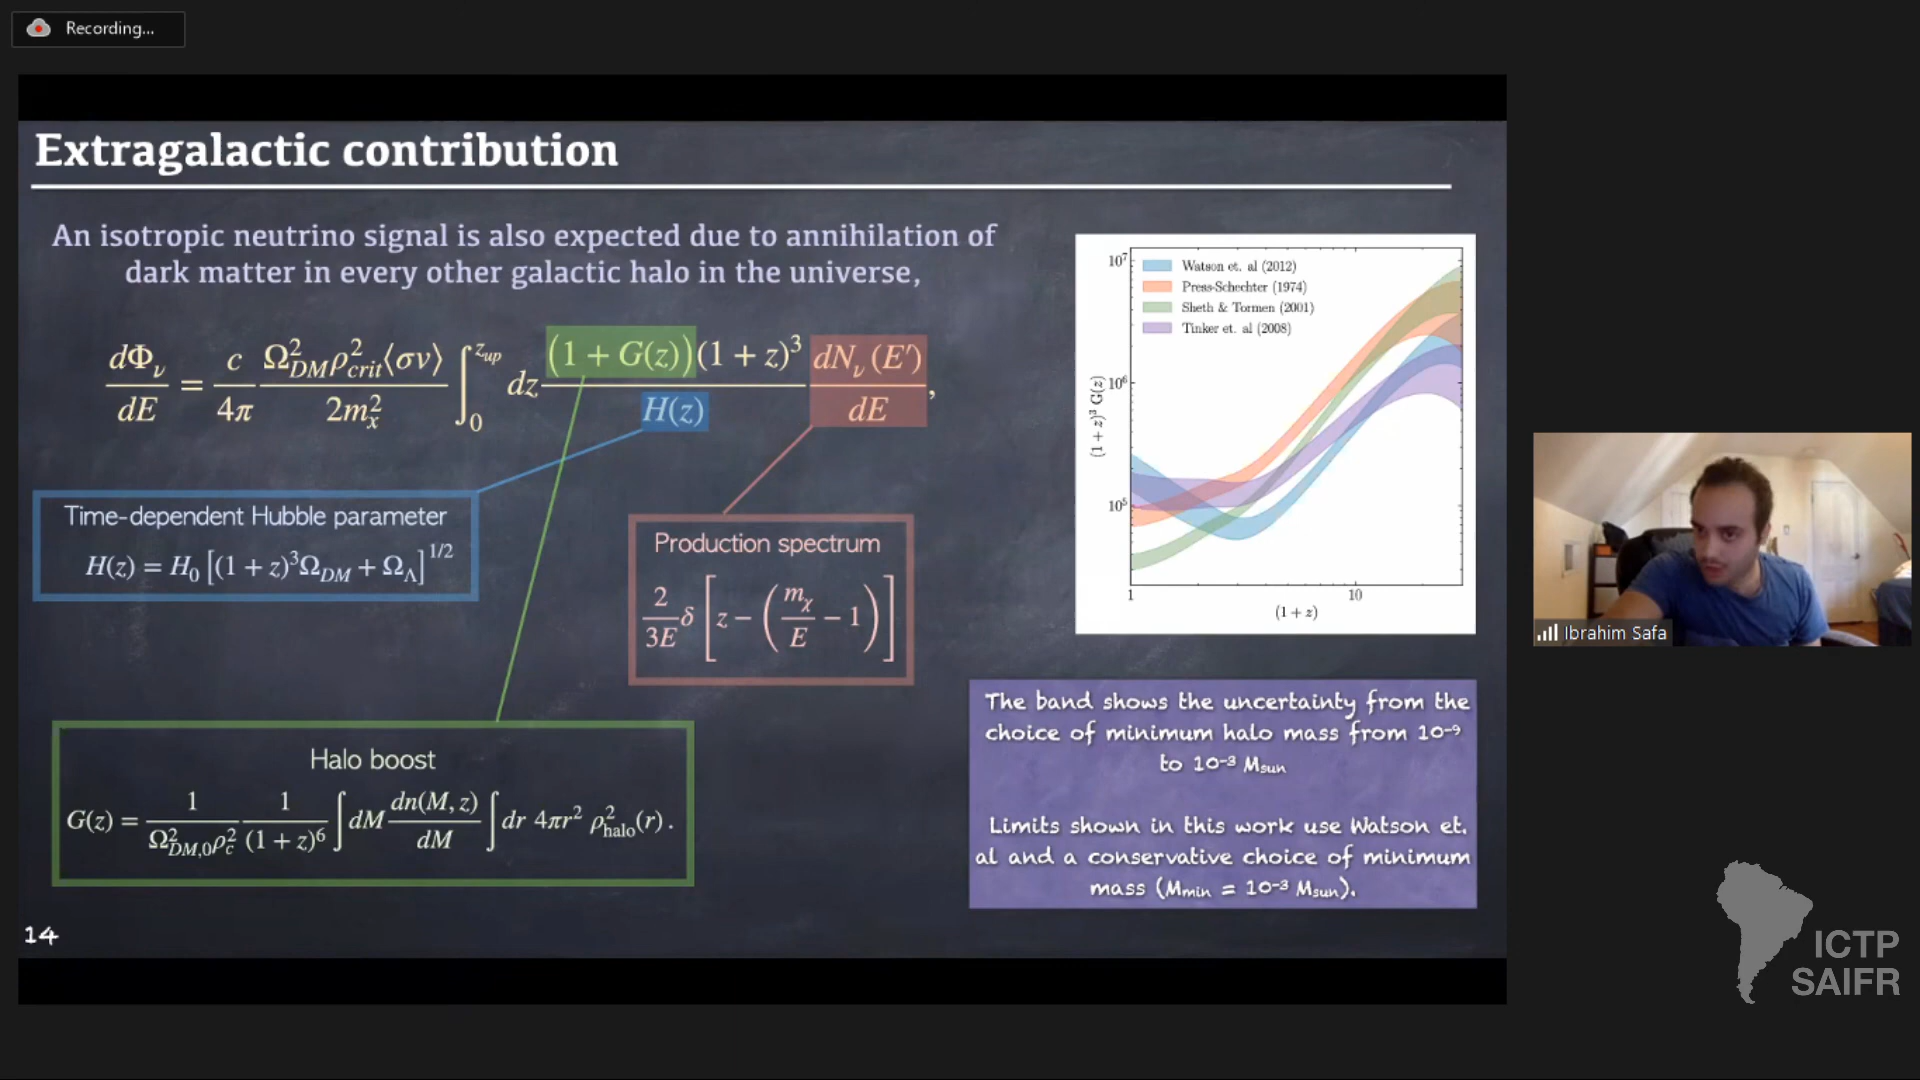 Recording...
Extragalactic contribution
An isotropic neutrino signal is also expected due to annihilation of
dark matter in every other galactic halo in the universe,
dΦ_ν/dE = c/4π Ω²_DM ρ²_crit⟨σv⟩/2m²_x ∫_0^z_up dz (1 + G(z))(1 + z)³/H(z) dN_ν(E′)/dE,
Time-dependent Hubble parameter
H(z) = H₀ [(1 + z)³Ω_DM + Ω_Λ]^1/2
Production spectrum
2/3E δ [z − (m_χ/E − 1)]
Halo boost
G(z) = 1/Ω²_DM,0 ρ²_c 1/(1 + z)⁶ ∫ dM dn(M, z)/dM ∫ dr 4πr² ρ²_halo(r).
14
Watson et. al (2012)
Press-Schechter (1974)
Sheth & Tormen (2001)
Tinker et. al (2008)
10⁷
10⁶
10⁵
(1 + z)³ G(z)
1 10
(1 + z)
The band shows the uncertainty from the
choice of minimum halo mass from 10⁻⁹
to 10⁻³ Msun
Limits shown in this work use Watson et.
al and a conservative choice of minimum
mass (Mmin = 10⁻³ Msun).
Ibrahim Safa
ICTP
SAIFR